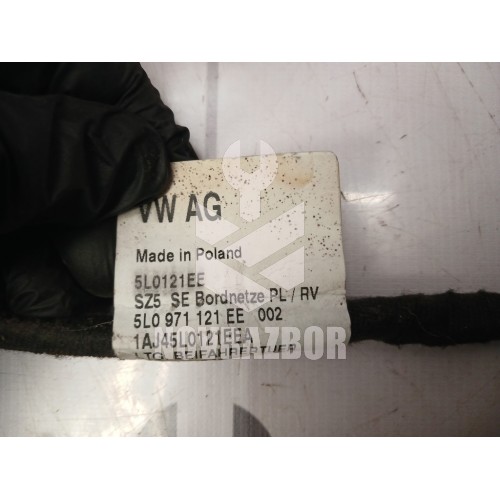 VW AG
Made in Poland
5L0121EE
SZ5 SE Bordnetze PL / RV
5L0 971 121 EE 002
1AJ45L0121EEA
LTG. BEIFAHRERTUER